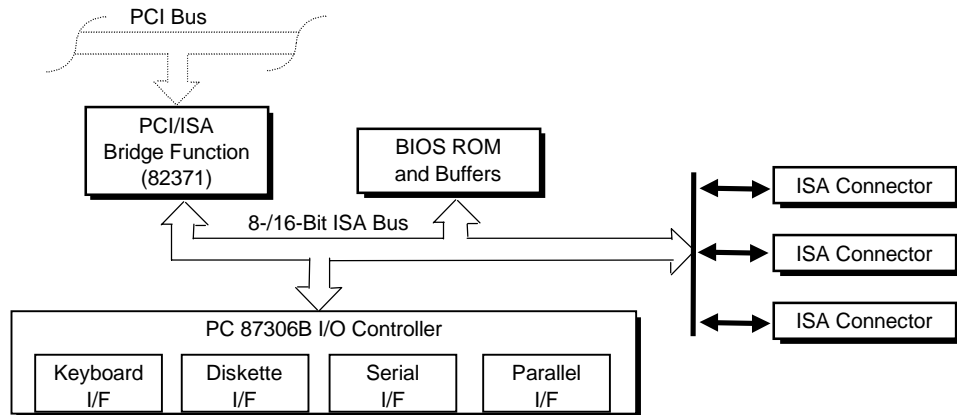 PCI Bus
PCI/ISA
Bridge Function
(82371)
BIOS ROM
and Buffers
ISA Connector
8-/16-Bit ISA Bus
ISA Connector
ISA Connector
PC 87306B I/O Controller
Keyboard
I/F
Diskette
I/F
Serial
I/F
Parallel
I/F